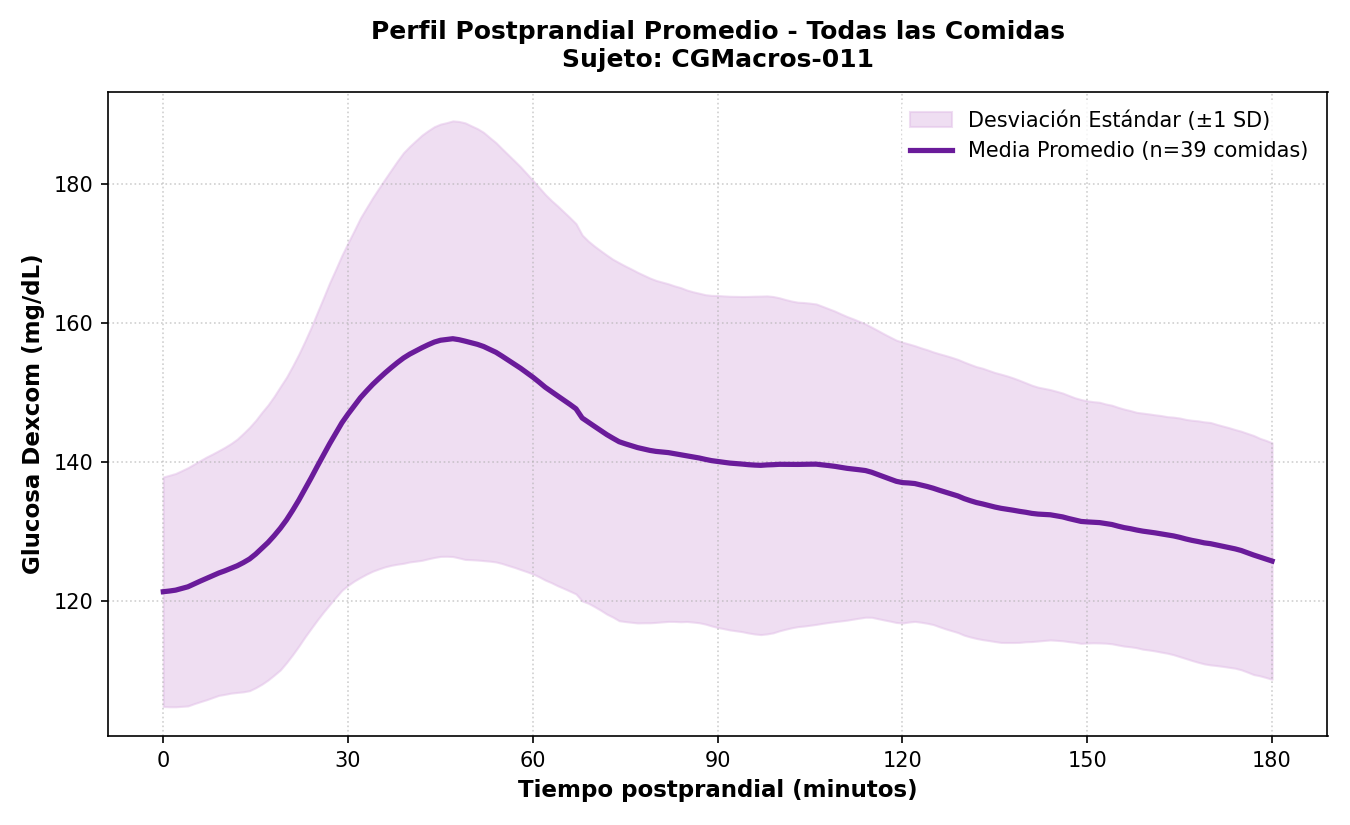 Perfil Postprandial Promedio - Todas las Comidas
Sujeto: CGMacros-011
Desviación Estándar (±1 SD)
Media Promedio (n=39 comidas)
Glucosa Dexcom (mg/dL)
180
160
140
120
0 30 60 90 120 150 180
Tiempo postprandial (minutos)